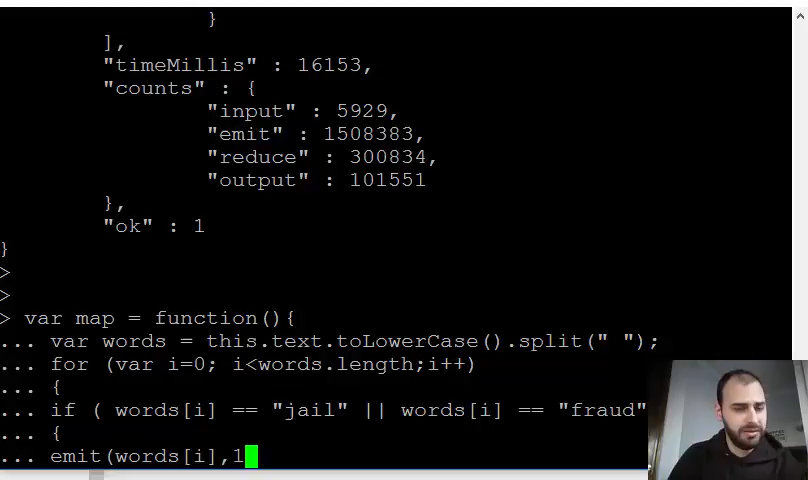 }
],
"timeMillis" : 16153,
"counts" : {
"input" : 5929,
"emit" : 1508383,
"reduce" : 300834,
"output" : 101551
},
"ok" : 1
}
>
>
> var map = function(){
... var words = this.text.toLowerCase().split(" ");
... for (var i=0; i<words.length;i++)
... {
... if ( words[i] == "jail" || words[i] == "fraud"
... {
... emit(words[i],1